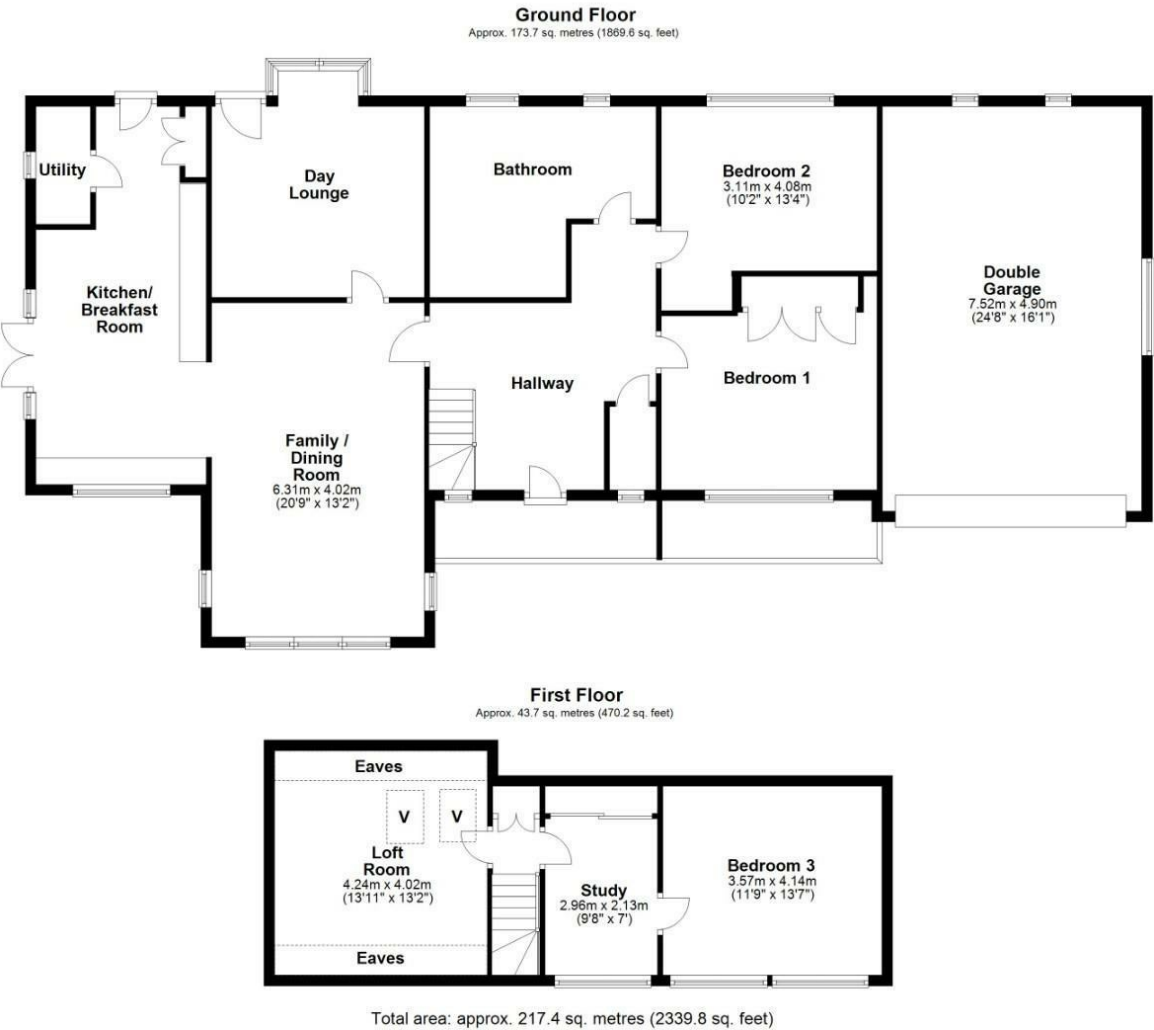 Ground Floor
Approx. 173.7 sq. metres (1869.6 sq. feet)
Utility
Day
Lounge
Bathroom
Bedroom 2
3.11m x 4.08m
(10'2" x 13'4")
Kitchen/
Breakfast
Room
Double
Garage
7.52m x 4.90m
(24'8" x 16'1")
Hallway
Bedroom 1
Family /
Dining
Room
6.31m x 4.02m
(20'9" x 13'2")
First Floor
Approx. 43.7 sq. metres (470.2 sq. feet)
Eaves
V
V
Loft
Room
4.24m x 4.02m
(13'11" x 13'2")
Study
2.96m x 2.13m
(9'8" x 7')
Bedroom 3
3.57m x 4.14m
(11'9" x 13'7")
Eaves
Total area: approx. 217.4 sq. metres (2339.8 sq. feet)